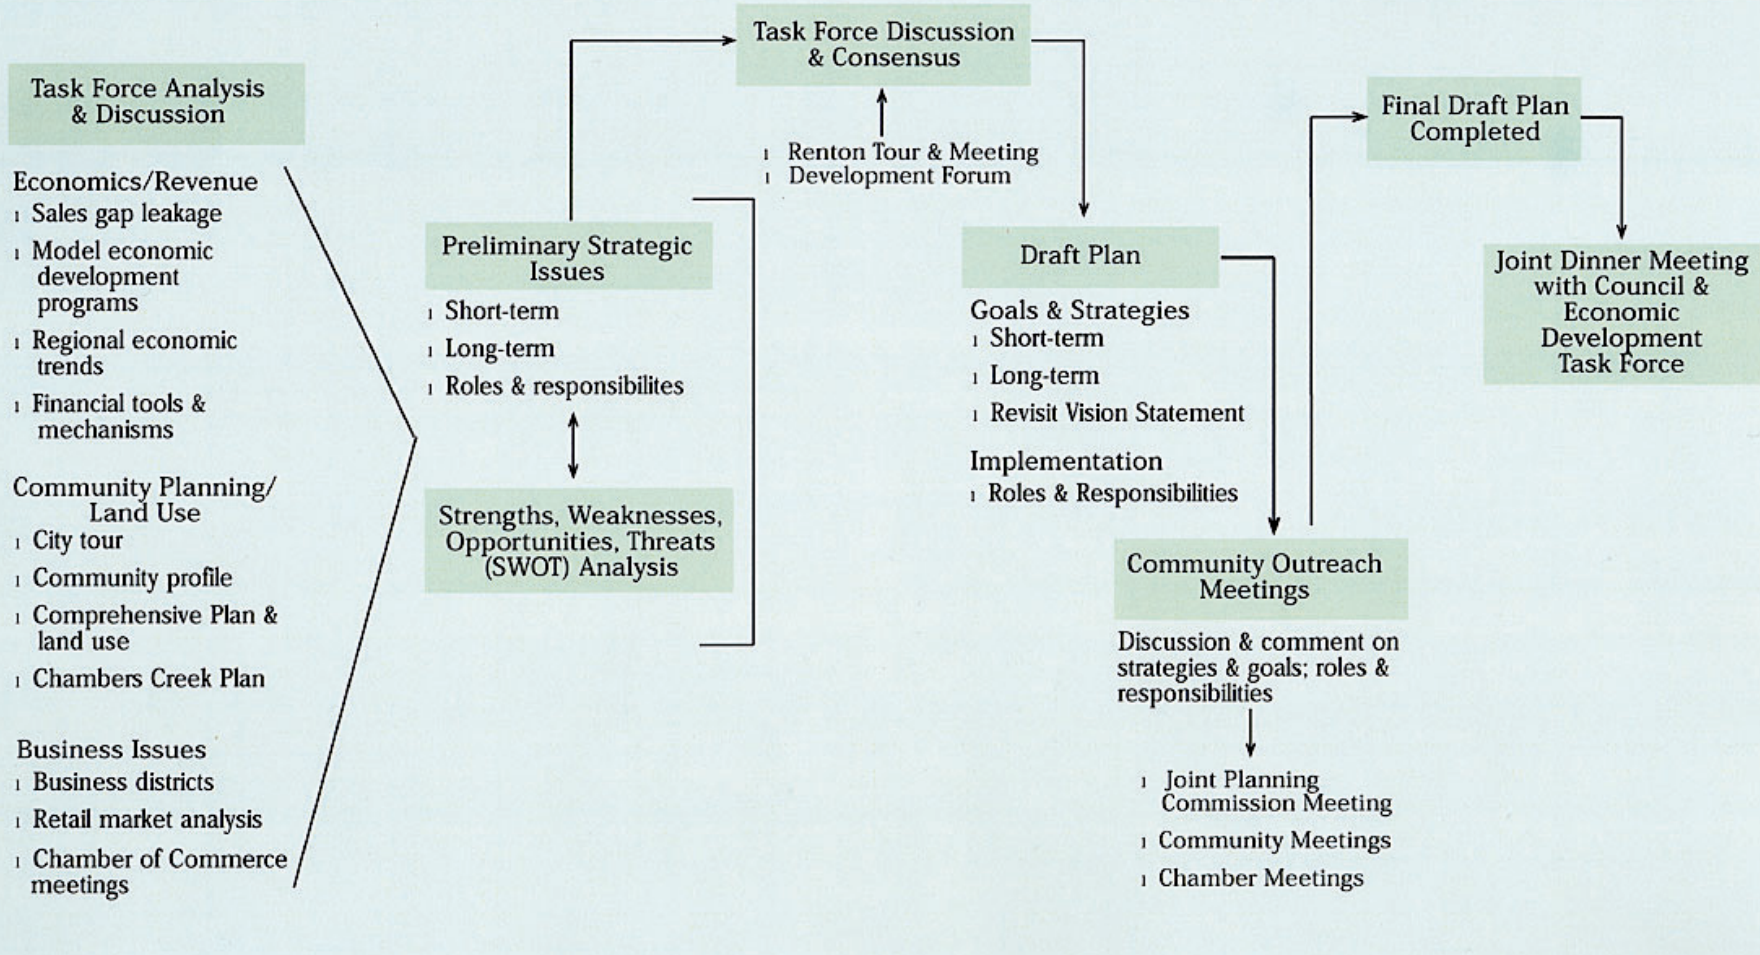 Task Force Analysis
& Discussion
Economics/Revenue
ı Sales gap leakage
ı Model economic
development
programs
ı Regional economic
trends
ı Financial tools &
mechanisms
Community Planning/
Land Use
ı City tour
ı Community profile
ı Comprehensive Plan &
land use
ı Chambers Creek Plan
Business Issues
ı Business districts
ı Retail market analysis
ı Chamber of Commerce
meetings
Preliminary Strategic
Issues
ı Short-term
ı Long-term
ı Roles & responsibilites
Strengths, Weaknesses,
Opportunities, Threats
(SWOT) Analysis
Task Force Discussion
& Consensus
ı Renton Tour & Meeting
ı Development Forum
Draft Plan
Goals & Strategies
ı Short-term
ı Long-term
ı Revisit Vision Statement
Implementation
ı Roles & Responsibilities
Community Outreach
Meetings
Discussion & comment on
strategies & goals; roles &
responsibilities
ı Joint Planning
Commission Meeting
ı Community Meetings
ı Chamber Meetings
Final Draft Plan
Completed
Joint Dinner Meeting
with Council &
Economic
Development
Task Force